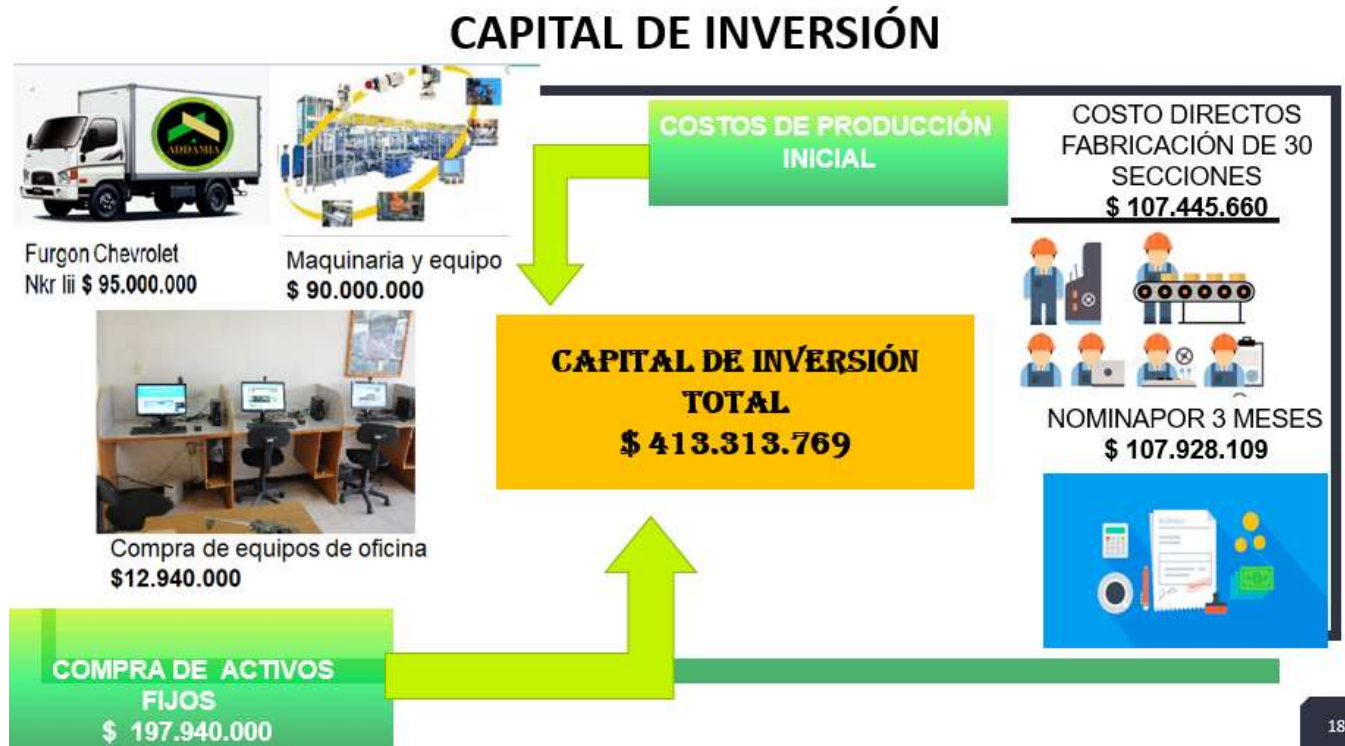 CAPITAL DE INVERSIÓN
ADDAMIA
Furgon Chevrolet
Nkr Iii $ 95.000.000
Maquinaria y equipo
$ 90.000.000
Compra de equipos de oficina
$12.940.000
COMPRA DE ACTIVOS
FIJOS
$ 197.940.000
COSTOS DE PRODUCCIÓN
INICIAL
CAPITAL DE INVERSIÓN
TOTAL
$ 413.313.769
COSTO DIRECTOS
FABRICACIÓN DE 30
SECCIONES
$ 107.445.660
NOMINAPOR 3 MESES
$ 107.928.109
18